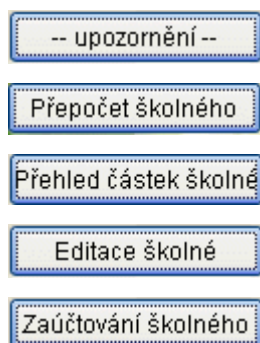 -- upozornění --
Přepočet školného
Přehled částek školné
Editace školné
Zaúčtování školného